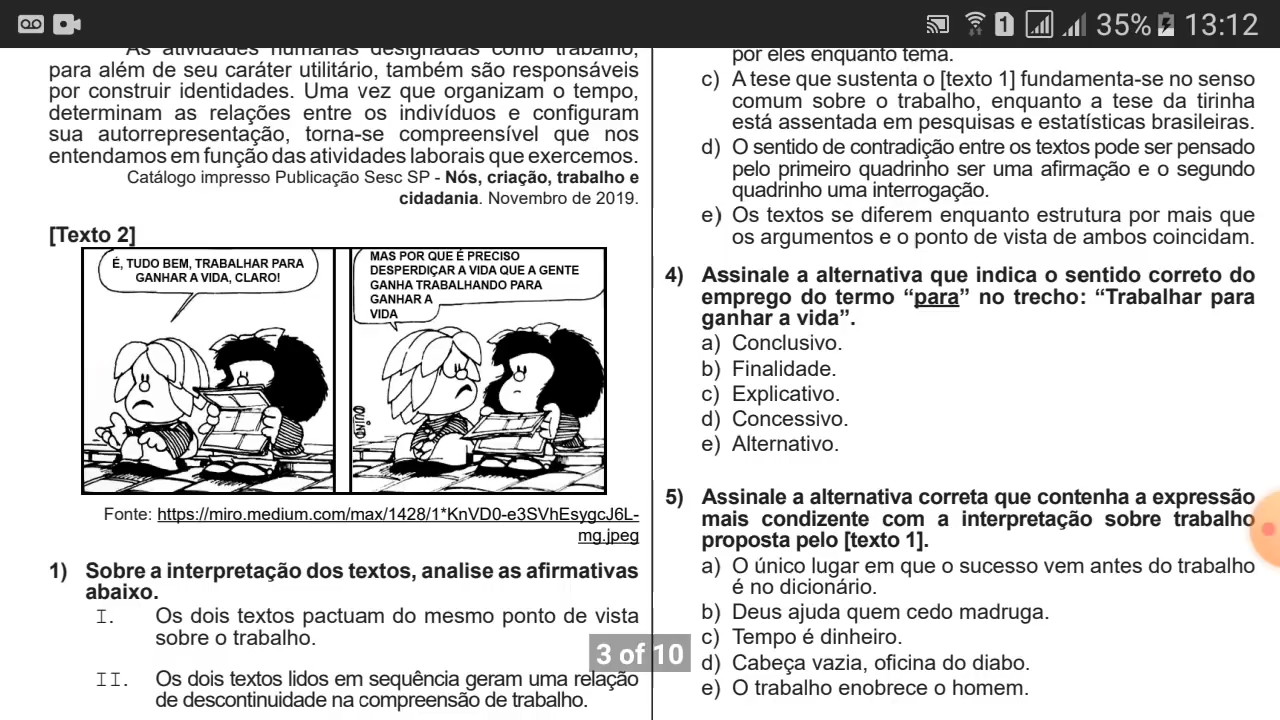 35% 13:12
As atividades humanas designadas como trabalho,
para além de seu caráter utilitário, também são responsáveis
por construir identidades. Uma vez que organizam o tempo,
determinam as relações entre os indivíduos e configuram
sua autorrepresentação, torna-se compreensível que nos
entendamos em função das atividades laborais que exercemos.
Catálogo impresso Publicação Sesc SP - Nós, criação, trabalho e
cidadania. Novembro de 2019.
[Texto 2]
É, TUDO BEM, TRABALHAR PARA
GANHAR A VIDA, CLARO!
MAS POR QUE É PRECISO
DESPERDIÇAR A VIDA QUE A GENTE
GANHA TRABALHANDO PARA
GANHAR A
VIDA
QUINO
Fonte: https://miro.medium.com/max/1428/1*KnVD0-e3SVhEsygcJ6L-
mg.jpeg
1) Sobre a interpretação dos textos, analise as afirmativas
abaixo.
I. Os dois textos pactuam do mesmo ponto de vista
sobre o trabalho.
II. Os dois textos lidos em sequência geram uma relação
de descontinuidade na compreensão de trabalho.
por eles enquanto tema.
c) A tese que sustenta o [texto 1] fundamenta-se no senso
comum sobre o trabalho, enquanto a tese da tirinha
está assentada em pesquisas e estatísticas brasileiras.
d) O sentido de contradição entre os textos pode ser pensado
pelo primeiro quadrinho ser uma afirmação e o segundo
quadrinho uma interrogação.
e) Os textos se diferem enquanto estrutura por mais que
os argumentos e o ponto de vista de ambos coincidam.
4) Assinale a alternativa que indica o sentido correto do
emprego do termo “para” no trecho: “Trabalhar para
ganhar a vida”.
a) Conclusivo.
b) Finalidade.
c) Explicativo.
d) Concessivo.
e) Alternativo.
5) Assinale a alternativa correta que contenha a expressão
mais condizente com a interpretação sobre trabalho
proposta pelo [texto 1].
a) O único lugar em que o sucesso vem antes do trabalho
é no dicionário.
b) Deus ajuda quem cedo madruga.
c) Tempo é dinheiro.
d) Cabeça vazia, oficina do diabo.
e) O trabalho enobrece o homem.
3 of 10